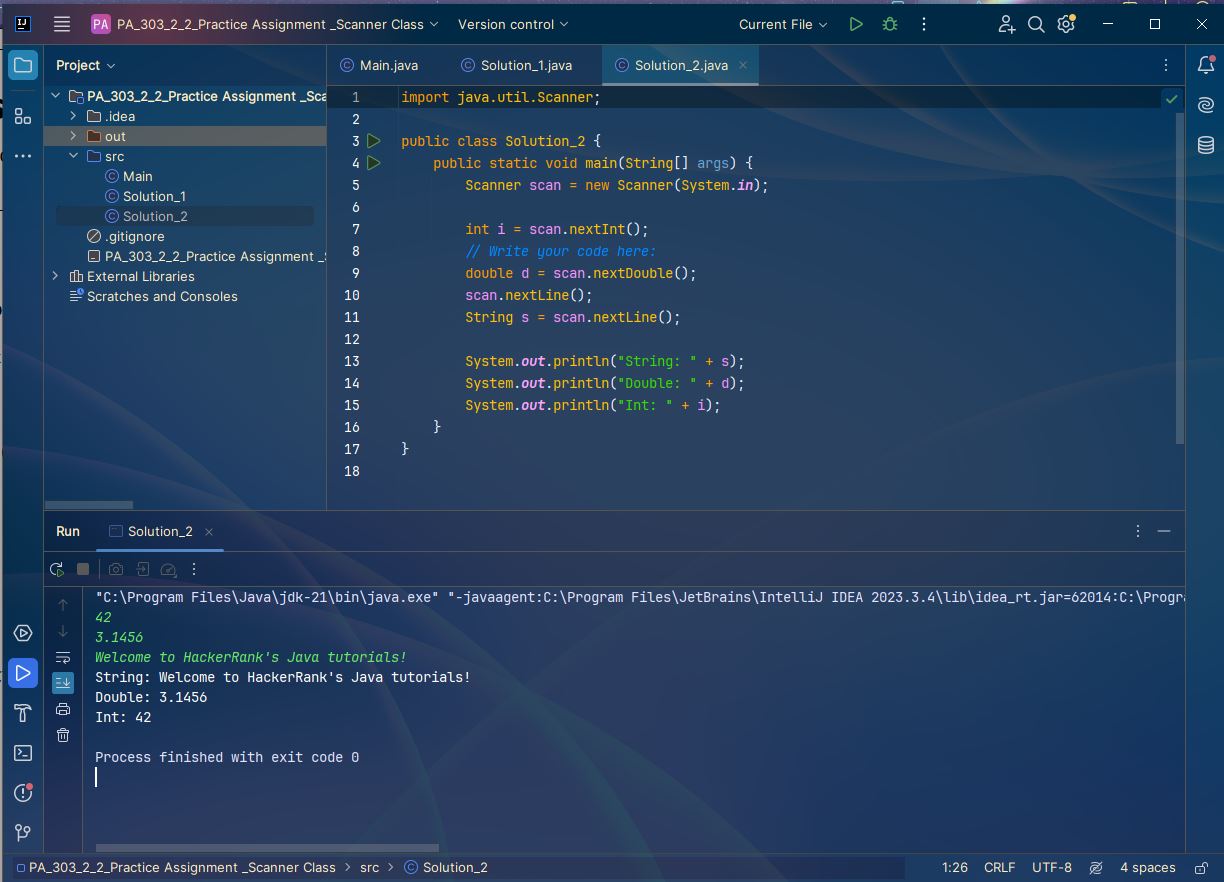 PA PA_303_2_2_Practice Assignment _Scanner Class Version control Current File
Project
PA_303_2_2_Practice Assignment _Sca
.idea
out
src
Main
Solution_1
Solution_2
.gitignore
PA_303_2_2_Practice Assignment _S
External Libraries
Scratches and Consoles
Main.java Solution_1.java Solution_2.java
1 import java.util.Scanner;
2
3 public class Solution_2 {
4 public static void main(String[] args) {
5 Scanner scan = new Scanner(System.in);
6
7 int i = scan.nextInt();
8 // Write your code here:
9 double d = scan.nextDouble();
10 scan.nextLine();
11 String s = scan.nextLine();
12
13 System.out.println("String: " + s);
14 System.out.println("Double: " + d);
15 System.out.println("Int: " + i);
16 }
17 }
18
Run Solution_2
"C:\Program Files\Java\jdk-21\bin\java.exe" "-javaagent:C:\Program Files\JetBrains\IntelliJ IDEA 2023.3.4\lib\idea_rt.jar=62014:C:\Progra
42
3.1456
Welcome to HackerRank's Java tutorials!
String: Welcome to HackerRank's Java tutorials!
Double: 3.1456
Int: 42
Process finished with exit code 0
PA_303_2_2_Practice Assignment _Scanner Class > src > Solution_2 1:26 CRLF UTF-8 4 spaces